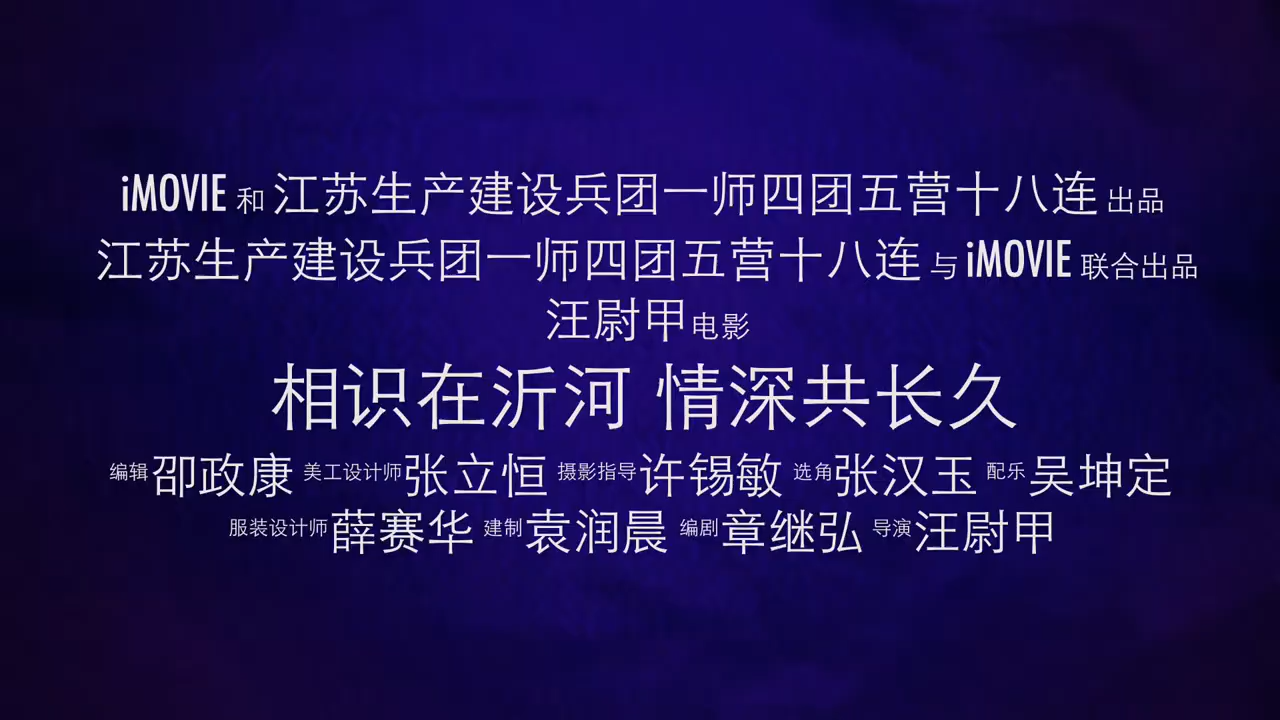 iMOVIE 和 江苏生产建设兵团一师四团五营十八连 出品
江苏生产建设兵团一师四团五营十八连 与 iMOVIE 联合出品
汪尉甲电影
相识在沂河 情深共长久
编辑邵政康 美工设计师张立恒 摄影指导许锡敏 选角张汉玉 配乐吴坤定
服装设计师薛赛华 建制袁润晨 编剧章继弘 导演汪尉甲